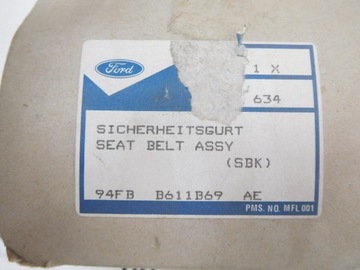 Ford
1 X
634
SICHERHEITSGURT
SEAT BELT ASSY
(SBK)
94FB B611B69 AE
PMS. NO. MFL 001